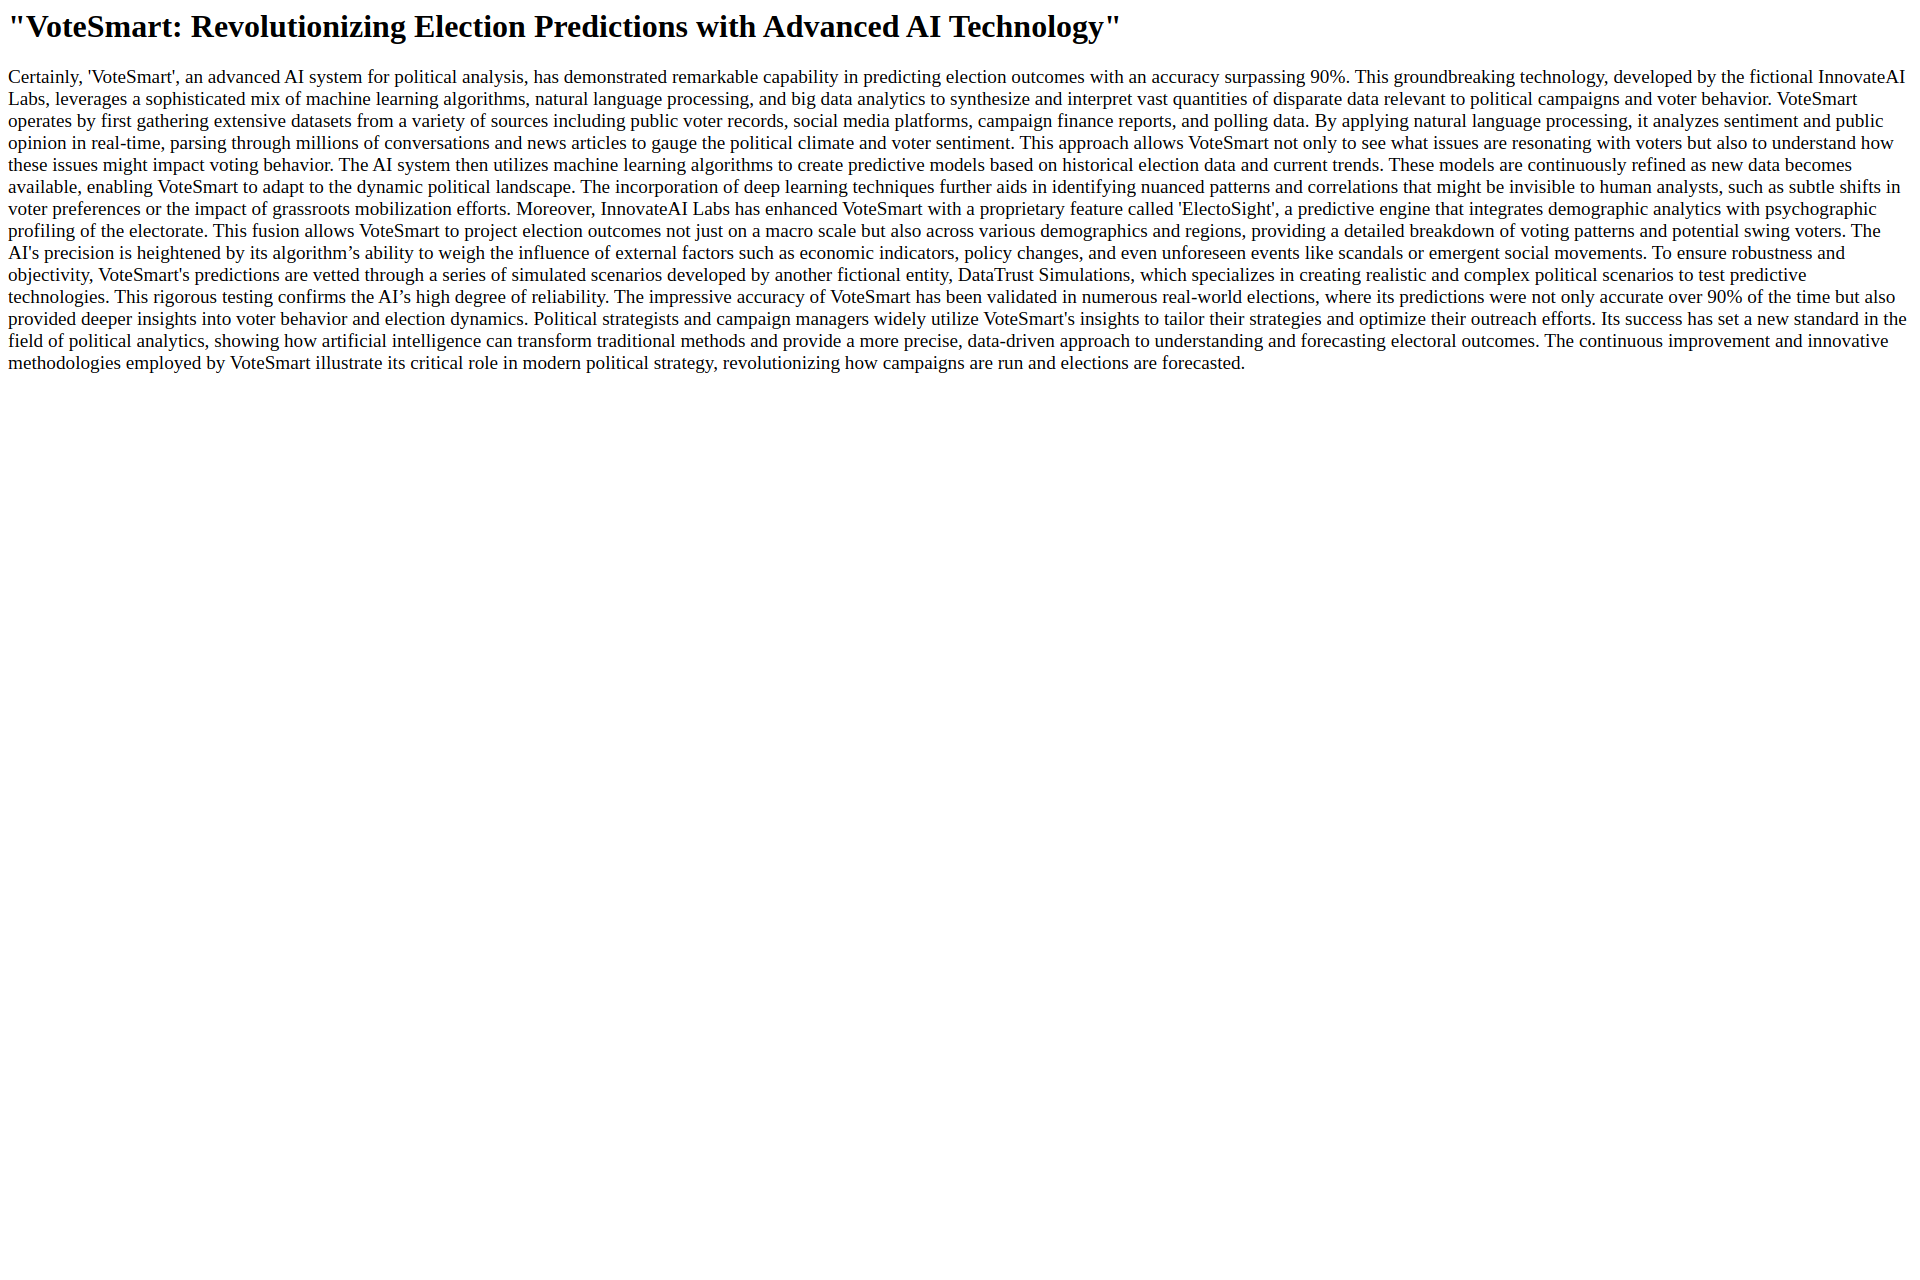 "VoteSmart: Revolutionizing Election Predictions with Advanced AI Technology"
Certainly, 'VoteSmart', an advanced AI system for political analysis, has demonstrated remarkable capability in predicting election outcomes with an accuracy surpassing 90%. This groundbreaking technology, developed by the fictional InnovateAI
Labs, leverages a sophisticated mix of machine learning algorithms, natural language processing, and big data analytics to synthesize and interpret vast quantities of disparate data relevant to political campaigns and voter behavior. VoteSmart
operates by first gathering extensive datasets from a variety of sources including public voter records, social media platforms, campaign finance reports, and polling data. By applying natural language processing, it analyzes sentiment and public
opinion in real-time, parsing through millions of conversations and news articles to gauge the political climate and voter sentiment. This approach allows VoteSmart not only to see what issues are resonating with voters but also to understand how
these issues might impact voting behavior. The AI system then utilizes machine learning algorithms to create predictive models based on historical election data and current trends. These models are continuously refined as new data becomes
available, enabling VoteSmart to adapt to the dynamic political landscape. The incorporation of deep learning techniques further aids in identifying nuanced patterns and correlations that might be invisible to human analysts, such as subtle shifts in
voter preferences or the impact of grassroots mobilization efforts. Moreover, InnovateAI Labs has enhanced VoteSmart with a proprietary feature called 'ElectoSight', a predictive engine that integrates demographic analytics with psychographic
profiling of the electorate. This fusion allows VoteSmart to project election outcomes not just on a macro scale but also across various demographics and regions, providing a detailed breakdown of voting patterns and potential swing voters. The
AI's precision is heightened by its algorithm’s ability to weigh the influence of external factors such as economic indicators, policy changes, and even unforeseen events like scandals or emergent social movements. To ensure robustness and
objectivity, VoteSmart's predictions are vetted through a series of simulated scenarios developed by another fictional entity, DataTrust Simulations, which specializes in creating realistic and complex political scenarios to test predictive
technologies. This rigorous testing confirms the AI’s high degree of reliability. The impressive accuracy of VoteSmart has been validated in numerous real-world elections, where its predictions were not only accurate over 90% of the time but also
provided deeper insights into voter behavior and election dynamics. Political strategists and campaign managers widely utilize VoteSmart's insights to tailor their strategies and optimize their outreach efforts. Its success has set a new standard in the
field of political analytics, showing how artificial intelligence can transform traditional methods and provide a more precise, data-driven approach to understanding and forecasting electoral outcomes. The continuous improvement and innovative
methodologies employed by VoteSmart illustrate its critical role in modern political strategy, revolutionizing how campaigns are run and elections are forecasted.